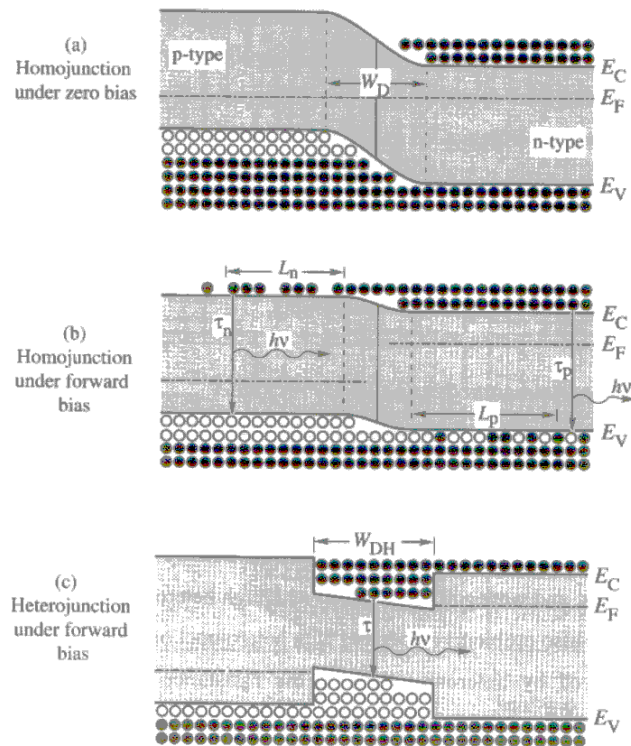 (a)
Homojunction
under zero bias
p-type
W_D
n-type
E_C
E_F
E_V
(b)
Homojunction
under forward
bias
L_n
τ_n
hν
L_p
τ_p
hν
E_C
E_F
E_V
(c)
Heterojunction
under forward
bias
W_DH
τ
hν
E_C
E_F
E_V